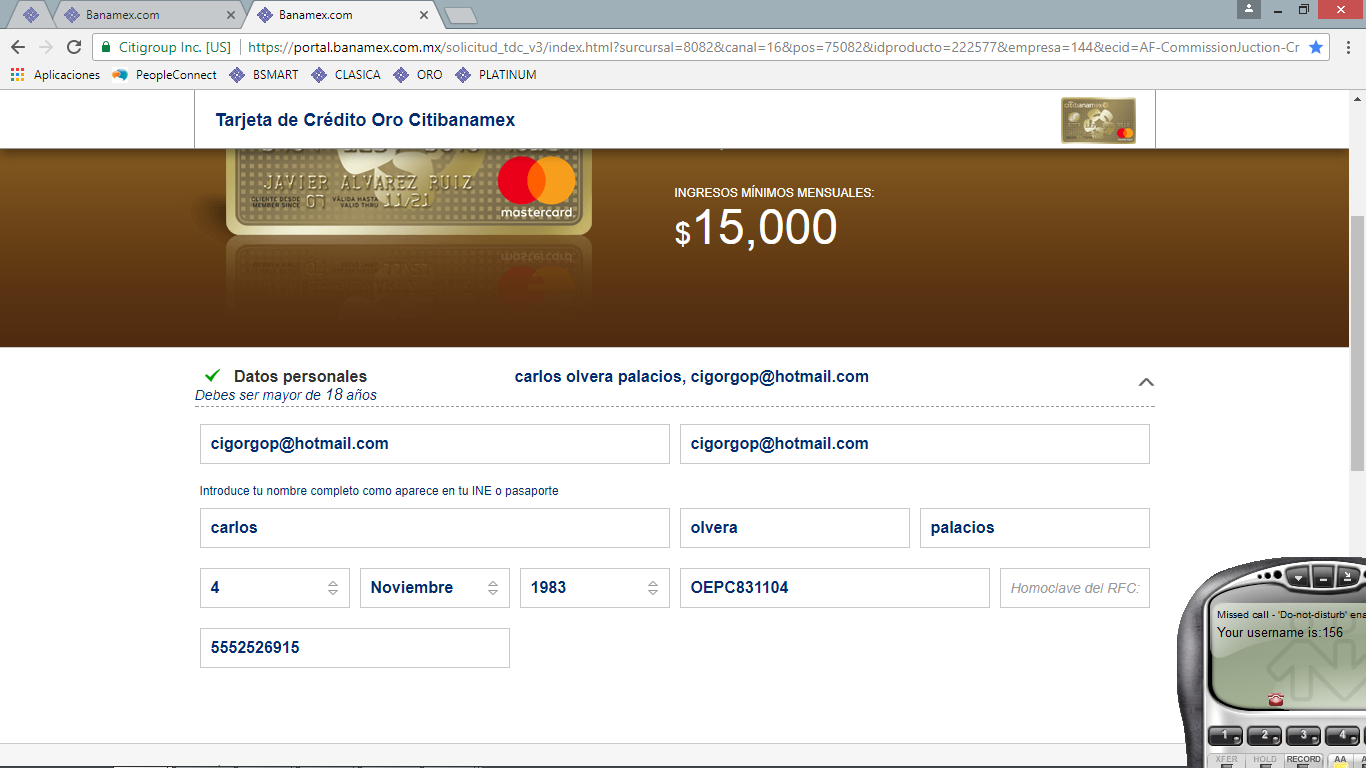 Banamex.com
Banamex.com
Citigroup Inc. [US]
https://portal.banamex.com.mx/solicitud_tdc_v3/index.html?surcursal=8082&canal=16&pos=75082&idproducto=222577&empresa=144&ecid=AF-CommissionJuction-Cr
Aplicaciones PeopleConnect BSMART CLASICA ORO PLATINUM
Tarjeta de Crédito Oro Citibanamex
citibanamex
JAVIER ALVAREZ RUIZ
CLIENTE DESDE MEMBER SINCE 07 VÁLIDA HASTA VALID THRU 11/21
mastercard
INGRESOS MÍNIMOS MENSUALES:
$15,000
Datos personales carlos olvera palacios, cigorgop@hotmail.com
Debes ser mayor de 18 años
cigorgop@hotmail.com cigorgop@hotmail.com
Introduce tu nombre completo como aparece en tu INE o pasaporte
carlos olvera palacios
4 Noviembre 1983 OEPC831104 Homoclave del RFC:
5552526915
Missed call - 'Do-not-disturb' ena
Your username is:156
1 2 3 4
XFER HOLD RECORD AA